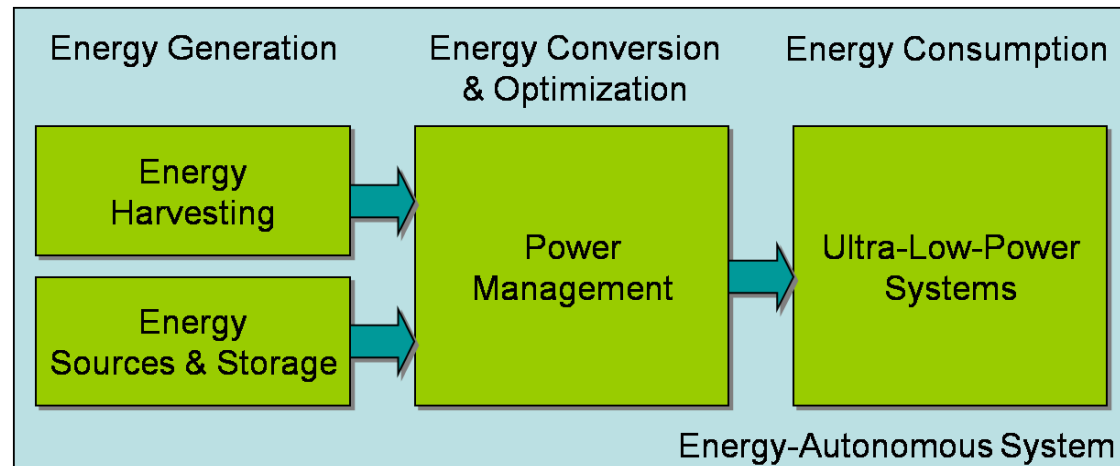 Energy Generation
Energy Conversion
& Optimization
Energy Consumption
Energy
Harvesting
Energy
Sources & Storage
Power
Management
Ultra-Low-Power
Systems
Energy-Autonomous System